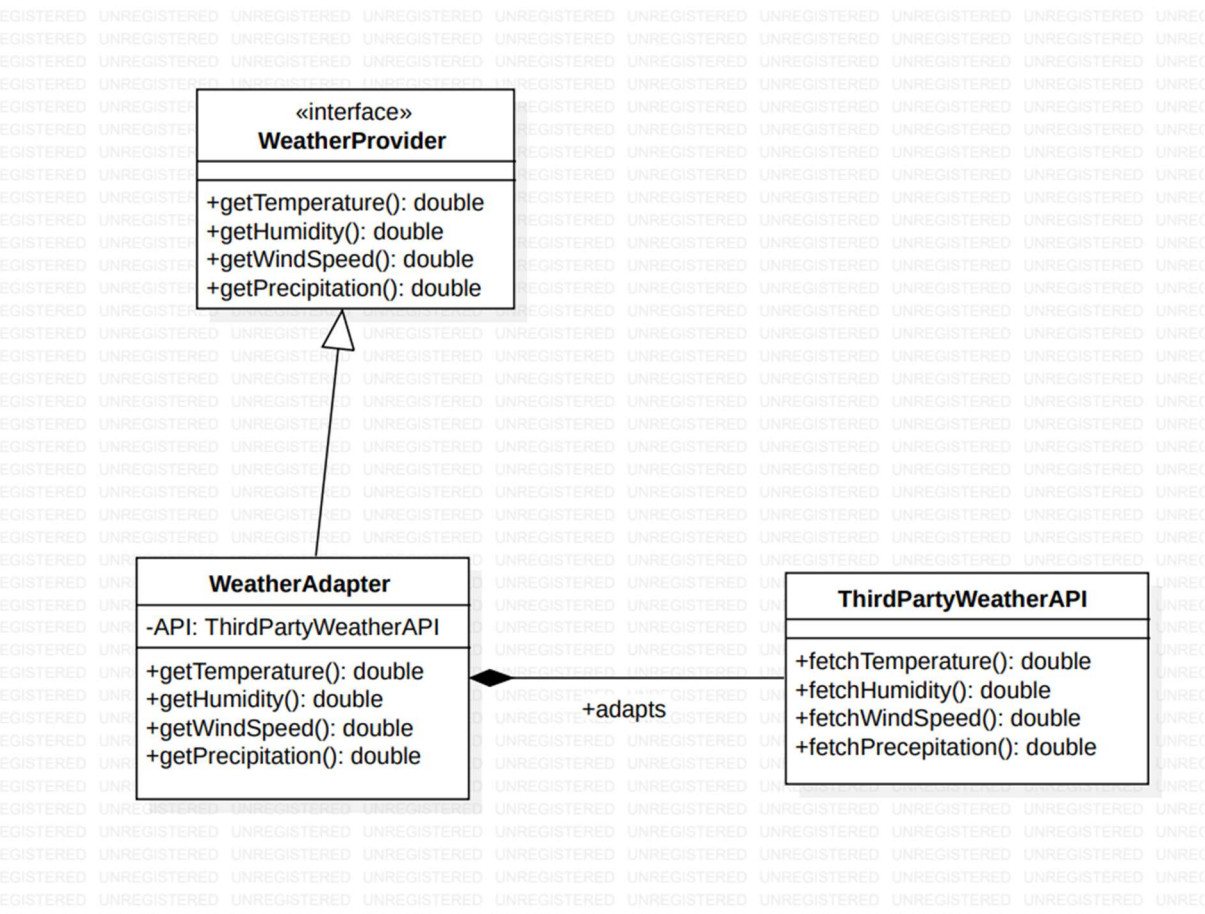 «interface»
WeatherProvider
+getTemperature(): double
+getHumidity(): double
+getWindSpeed(): double
+getPrecipitation(): double
WeatherAdapter
-API: ThirdPartyWeatherAPI
+getTemperature(): double
+getHumidity(): double
+getWindSpeed(): double
+getPrecipitation(): double
+adapts
ThirdPartyWeatherAPI
+fetchTemperature(): double
+fetchHumidity(): double
+fetchWindSpeed(): double
+fetchPrecepitation(): double
UNREGISTERED